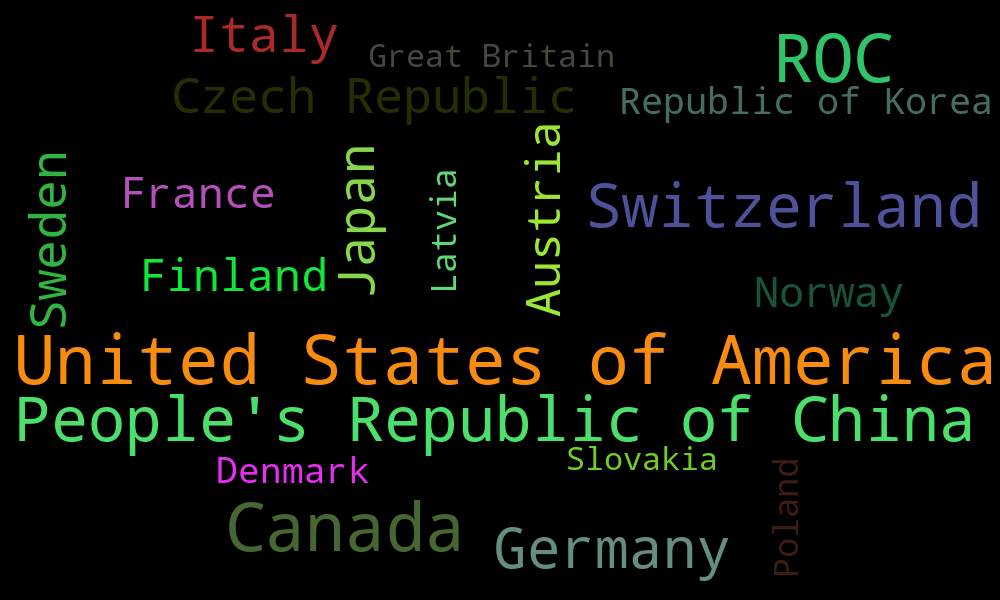 Italy
Great Britain
ROC
Czech Republic
Republic of Korea
Sweden
France
Japan
Latvia
Austria
Switzerland
Finland
Norway
United States of America
People's Republic of China
Denmark
Slovakia
Poland
Canada
Germany